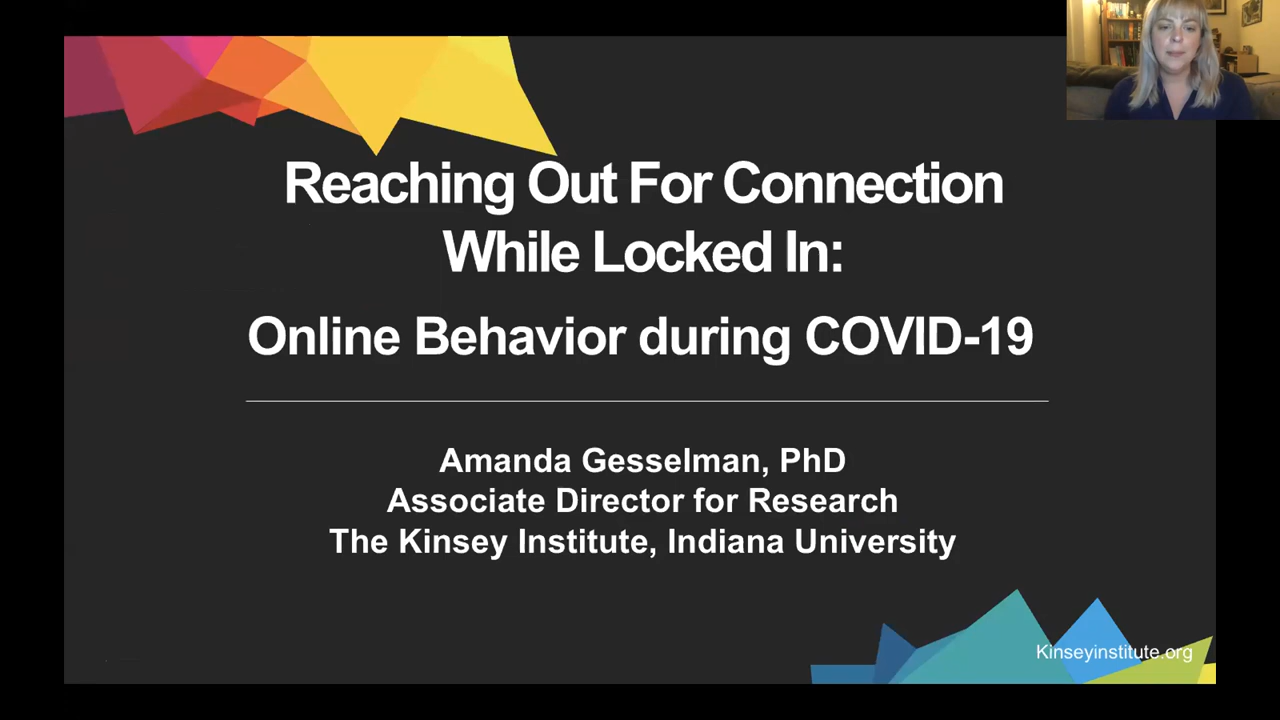 Reaching Out For Connection
While Locked In:
Online Behavior during COVID-19
Amanda Gesselman, PhD
Associate Director for Research
The Kinsey Institute, Indiana University
Kinseyinstitute.org